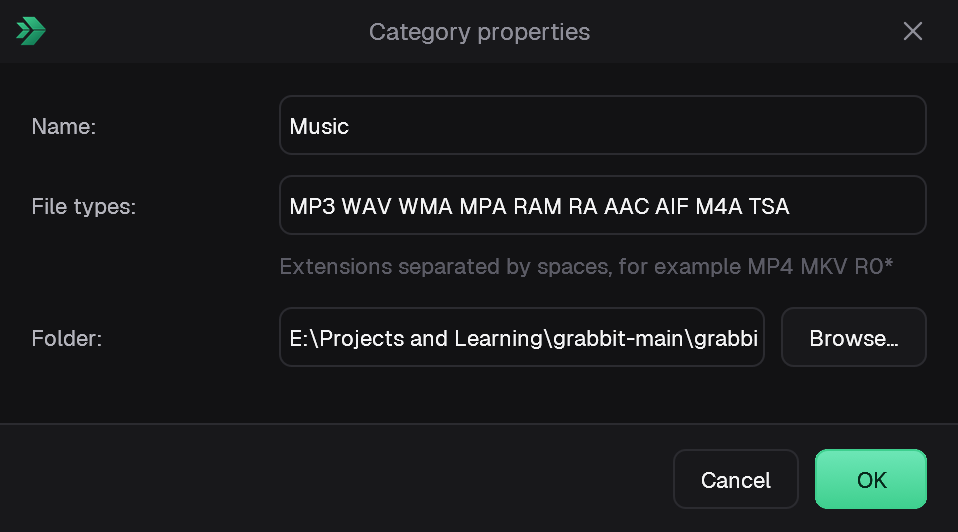 Category properties
Name: Music
File types: MP3 WAV WMA MPA RAM RA AAC AIF M4A TSA
Extensions separated by spaces, for example MP4 MKV R0*
Folder: E:\Projects and Learning\grabbit-main\grabbi Browse...
Cancel OK